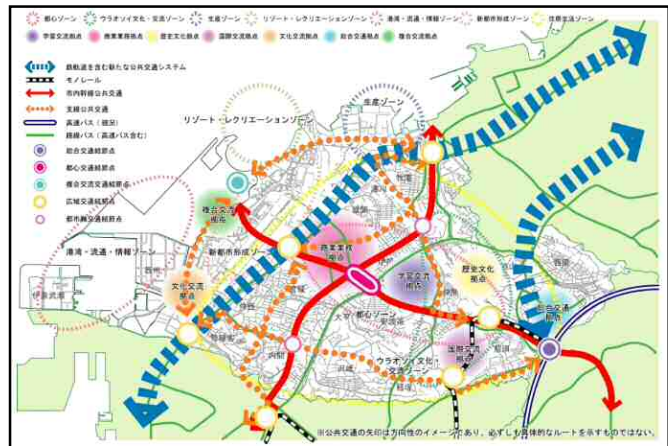 都心ゾーン
ウラオソイ文化・交流ゾーン
生産ゾーン
リゾート・レクリエーションゾーン
港湾・流通・情報ゾーン
新都市形成ゾーン
住居生活ゾーン
学習交流拠点
商業業務拠点
歴史文化拠点
国際交流拠点
文化交流拠点
総合交通拠点
複合交流拠点
鉄軌道を含む新たな公共交通システム
モノレール
市内幹線公共交通
支線公共交通
高速バス（現況）
路線バス（高速バス含む）
総合交通結節点
都心交通結節点
複合交流交通結節点
広域交通結節点
都市圏交通結節点
生産ゾーン
リゾート・レクリエーションゾーン
複合交流
拠点
港湾・流通・情報ゾーン
新都市形成ゾーン
商業業務
拠点
学習交流
拠点
歴史文化
拠点
文化交流
拠点
都心ゾーン
総合交通
拠点
国際交流
拠点
ウラオソイ文化・
交流ゾーン
内間
※公共交通の矢印は方向性のイメージであり、必ずしも具体的なルートを示すものではない。